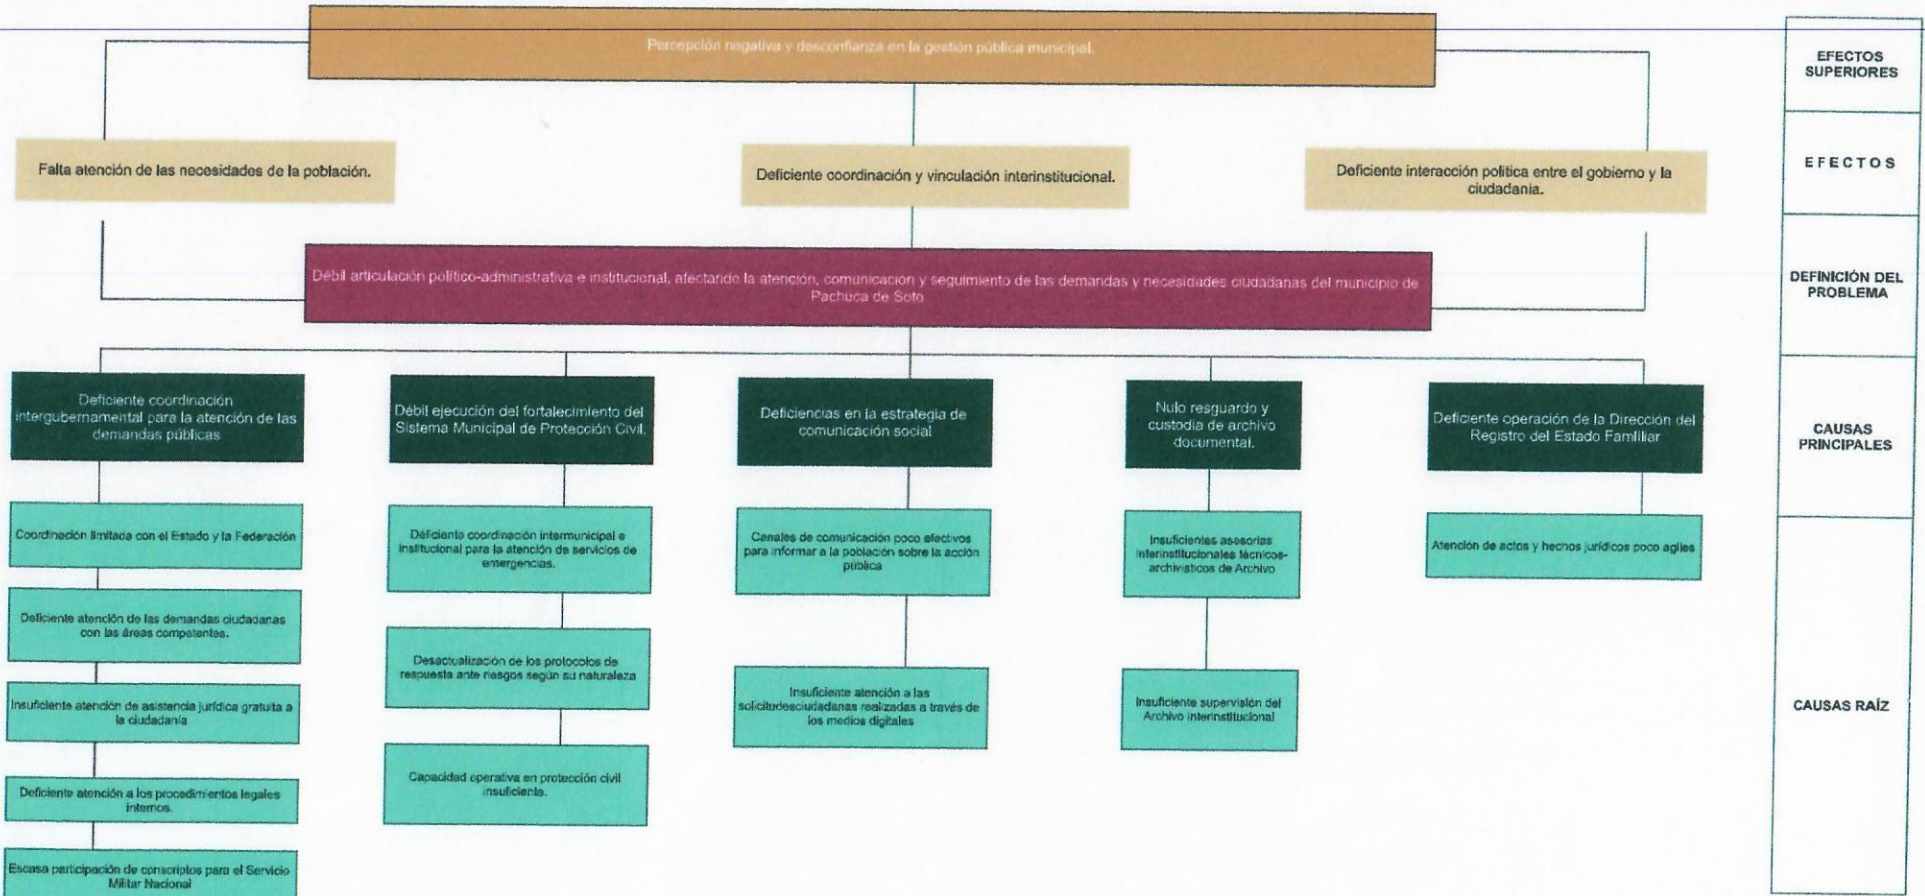 Percepción negativa y desconfianza en la gestión pública municipal.
EFECTOS
SUPERIORES
Falta atención de las necesidades de la población.
Deficiente coordinación y vinculación interinstitucional.
Deficiente interacción política entre el gobierno y la
ciudadanía.
EFECTOS
Débil articulación político-administrativa e institucional, afectando la atención, comunicación y seguimiento de las demandas y necesidades ciudadanas del municipio de
Pachuca de Soto
DEFINICIÓN DEL
PROBLEMA
Deficiente coordinación
intergubernamental para la atención de las
demandas públicas
Débil ejecución del fortalecimiento del
Sistema Municipal de Protección Civil.
Deficiencias en la estrategia de
comunicación social
Nulo resguardo y
custodia de archivo
documental.
Deficiente operación de la Dirección del
Registro del Estado Familiar
CAUSAS
PRINCIPALES
Coordinación limitada con el Estado y la Federación
Deficiente atención de las demandas ciudadanas
con las áreas competentes.
Insuficiente atención de asistencia jurídica gratuita a
la ciudadanía
Deficiente atención a los procedimientos legales
internos.
Escasa participación de conscriptos para el Servicio
Militar Nacional
Deficiente coordinación intermunicipal e
institucional para la atención de servicios de
emergencias.
Desactualización de los protocolos de
respuesta ante riesgos según su naturaleza
Capacidad operativa en protección civil
insuficiente.
Canales de comunicación poco efectivos
para informar a la población sobre la acción
pública
Insuficiente atención a las
solicitudesciudadanas realizadas a través de
los medios digitales
Insuficientes asesorías
interinstitucionales técnicos-
archivísticos de Archivo
Insuficiente supervisión del
Archivo interinstitucional
Atención de actos y hechos jurídicos poco agiles
CAUSAS RAÍZ